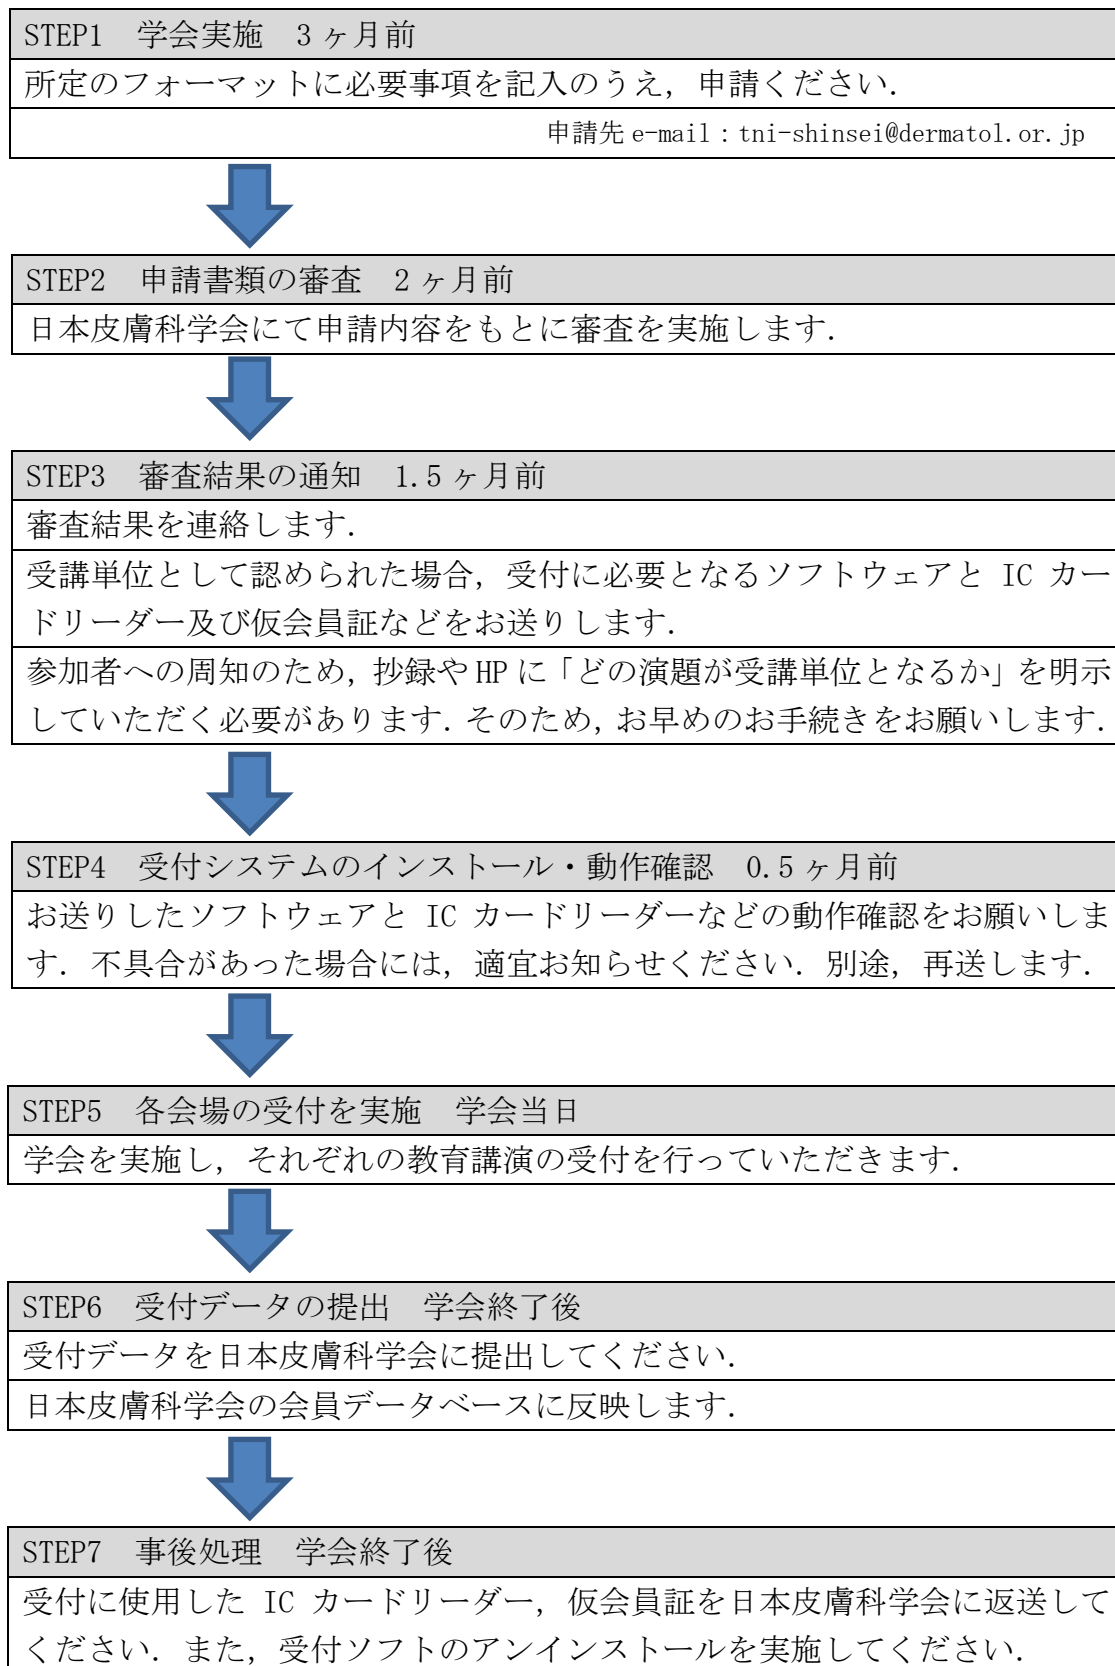 STEP1 学会実施 3ヶ月前
所定のフォーマットに必要事項を記入のうえ，申請ください．
申請先 e-mail：tni-shinsei@dermatol.or.jp
STEP2 申請書類の審査 2ヶ月前
日本皮膚科学会にて申請内容をもとに審査を実施します．
STEP3 審査結果の通知 1.5ヶ月前
審査結果を連絡します．
受講単位として認められた場合，受付に必要となるソフトウェアと IC カー
ドリーダー及び仮会員証などをお送りします．
参加者への周知のため，抄録や HP に「どの演題が受講単位となるか」を明示
していただく必要があります．そのため，お早めのお手続きをお願いします．
STEP4 受付システムのインストール・動作確認 0.5ヶ月前
お送りしたソフトウェアと IC カードリーダーなどの動作確認をお願いしま
す．不具合があった場合には，適宜お知らせください．別途，再送します．
STEP5 各会場の受付を実施 学会当日
学会を実施し，それぞれの教育講演の受付を行っていただきます．
STEP6 受付データの提出 学会終了後
受付データを日本皮膚科学会に提出してください．
日本皮膚科学会の会員データベースに反映します．
STEP7 事後処理 学会終了後
受付に使用した IC カードリーダー，仮会員証を日本皮膚科学会に返送して
ください．また，受付ソフトのアンインストールを実施してください．